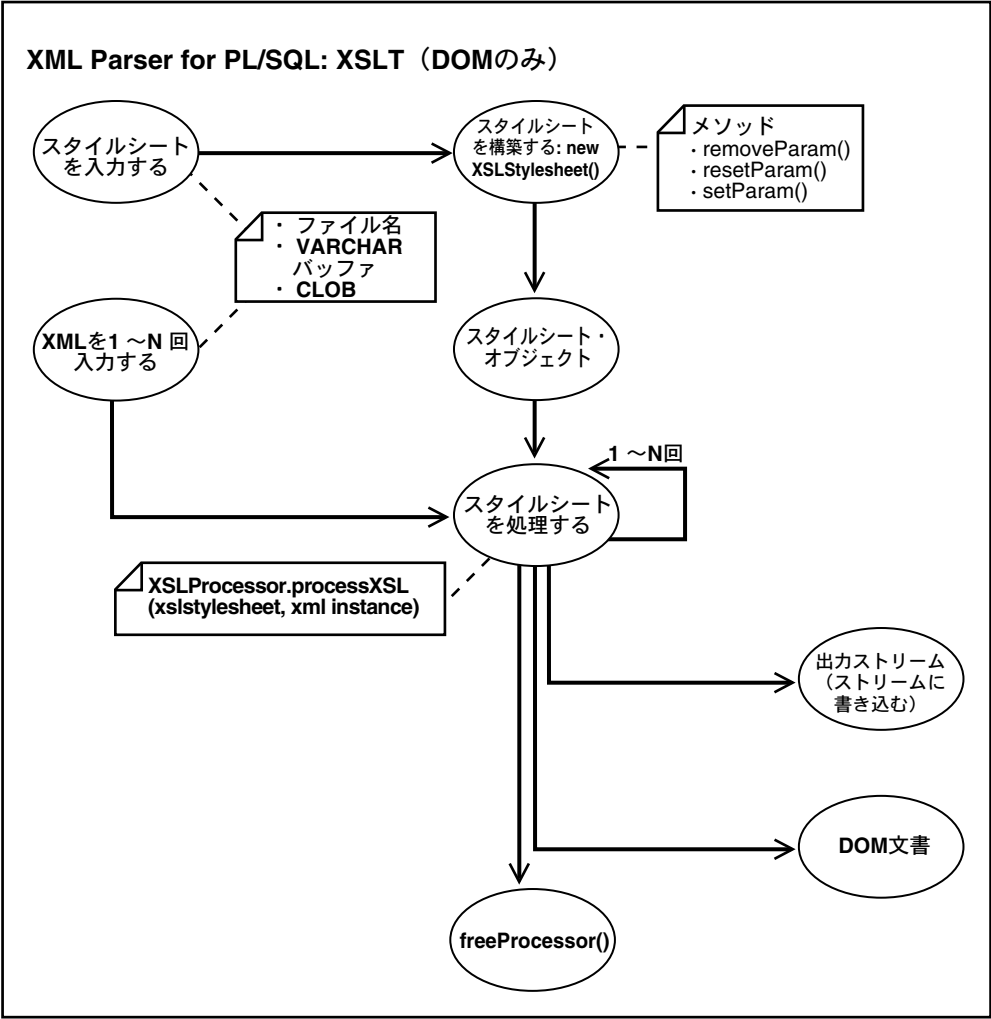 XML Parser for PL/SQL: XSLT（DOMのみ）
スタイルシート
を入力する
スタイルシート
を構築する: new
XSLStylesheet()
メソッド
・removeParam()
・resetParam()
・setParam()
・ ファイル名
・ VARCHAR
バッファ
・ CLOB
XMLを1 ～N 回
入力する
スタイルシート・
オブジェクト
1 ～N回
スタイルシート
を処理する
XSLProcessor.processXSL
(xslstylesheet, xml instance)
出力ストリーム
（ストリームに
書き込む）
DOM文書
freeProcessor()